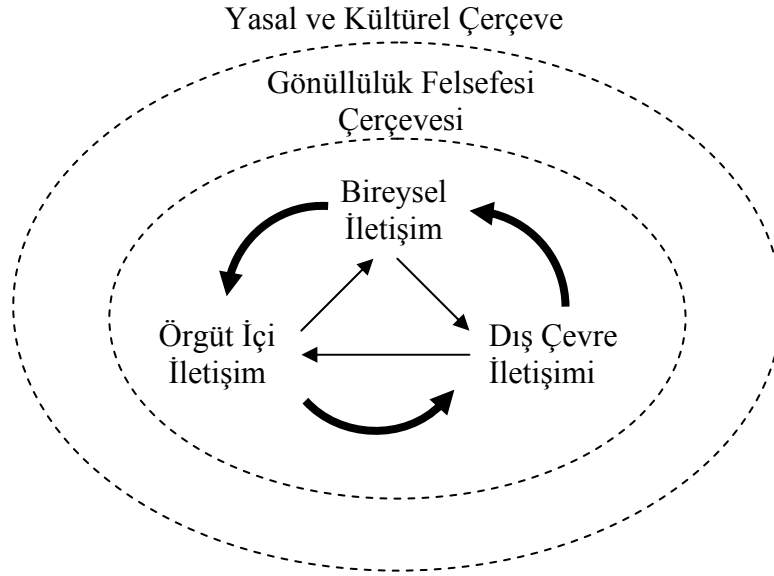 Yasal ve Kültürel Çerçeve
Gönüllülük Felsefesi
Çerçevesi
Bireysel
İletişim
Örgüt İçi
İletişim
Dış Çevre
İletişimi